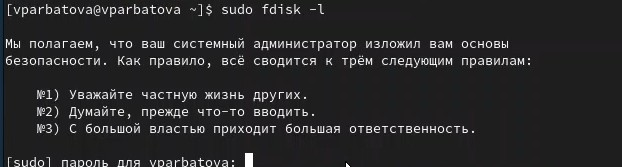 [vparbatova@vparbatova ~]$ sudo fdisk -l
Мы полагаем, что ваш системный администратор изложил вам основы
безопасности. Как правило, всё сводится к трём следующим правилам:
№1) Уважайте частную жизнь других.
№2) Думайте, прежде что-то вводить.
№3) С большой властью приходит большая ответственность.
[sudo] пароль для vparbatova: